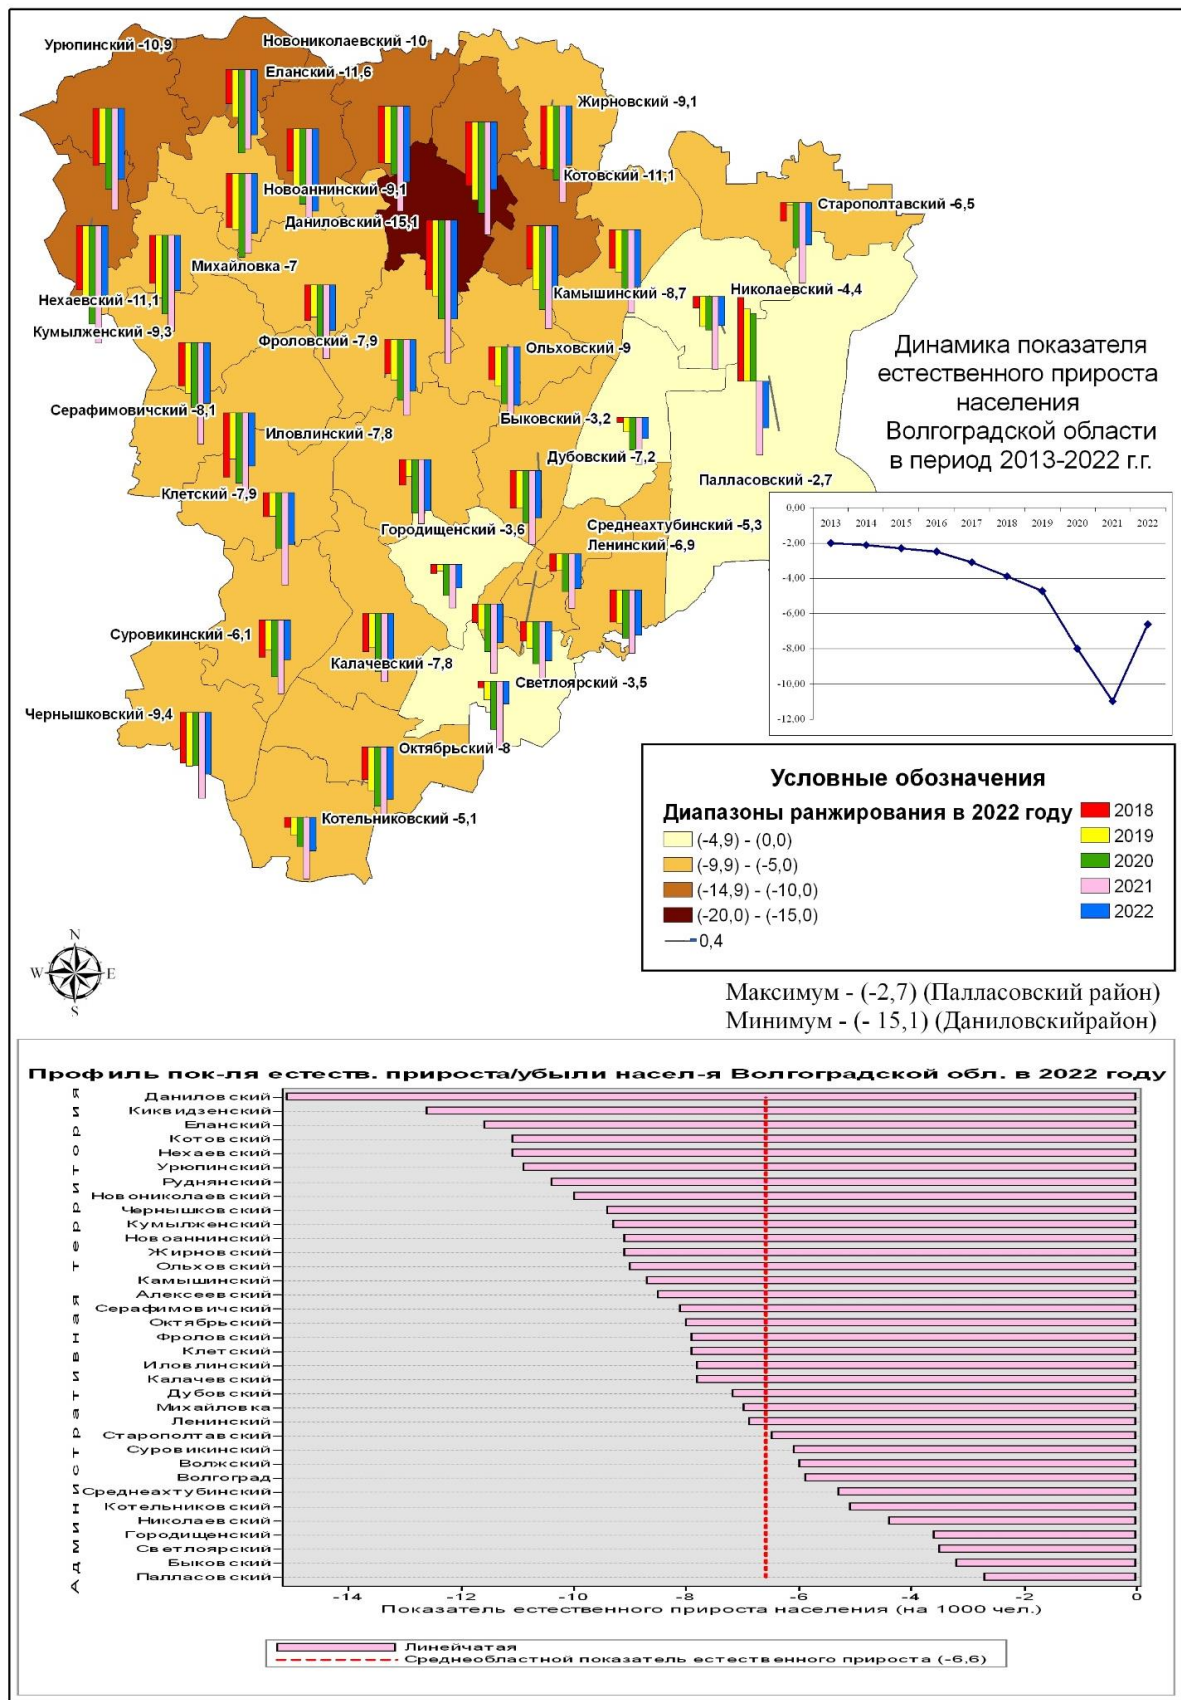 Урюпинский -10,9
Новониколаевский -10
Еланский -11,6
Жирновский -9,1
Котовский -11,1
Новоаннинский -9,1
Старополтавский -6,5
Даниловский -15,1
Михайловка -7
Нехаевский -11,1
Камышинский -8,7
Николаевский -4,4
Кумылженский -9,3
Фроловский -7,9
Ольховский -9
Динамика показателя
естественного прироста
населения
Волгоградской области
в период 2013-2022 г.г.
Серафимовичский -8,1
Быковский -3,2
Иловлинский -7,8
Дубовский -7,2
Палласовский -2,7
Клетский -7,9
Городищенский -3,6
Среднеахтубинский -5,3
Ленинский -6,9
0,00
2013 2014 2015 2016 2017 2018 2019 2020 2021 2022
-2,00
-4,00
-6,00
-8,00
-10,00
-12,00
Суровикинский -6,1
Калачевский -7,8
Светлоярский -3,5
Чернышковский -9,4
Октябрьский -8
Котельниковский -5,1
Условные обозначения
Диапазоны ранжирования в 2022 году
(-4,9) - (0,0)
(-9,9) - (-5,0)
(-14,9) - (-10,0)
(-20,0) - (-15,0)
0,4
2018
2019
2020
2021
2022
N
W E
S
Максимум - (-2,7) (Палласовский район)
Минимум - (- 15,1) (Даниловскийрайон)
Профиль пок-ля естеств. прироста/убыли насел-я Волгоградской обл. в 2022 году
Административная территория
Даниловский
Киквидзенский
Еланский
Котовский
Нехаевский
Урюпинский
Руднянский
Новониколаевский
Чернышковский
Кумылженский
Новоаннинский
Жирновский
Ольховский
Камышинский
Алексеевский
Серафимовичский
Октябрьский
Фроловский
Клетский
Иловлинский
Калачевский
Дубовский
Михайловка
Ленинский
Старополтавский
Суровикинский
Волжский
Волгоград
Среднеахтубинский
Котельниковский
Николаевский
Городищенский
Светлоярский
Быковский
Палласовский
-14 -12 -10 -8 -6 -4 -2 0
Показатель естественного прироста населения (на 1000 чел.)
Линейчатая
Среднеобластной показатель естественного прироста (-6,6)